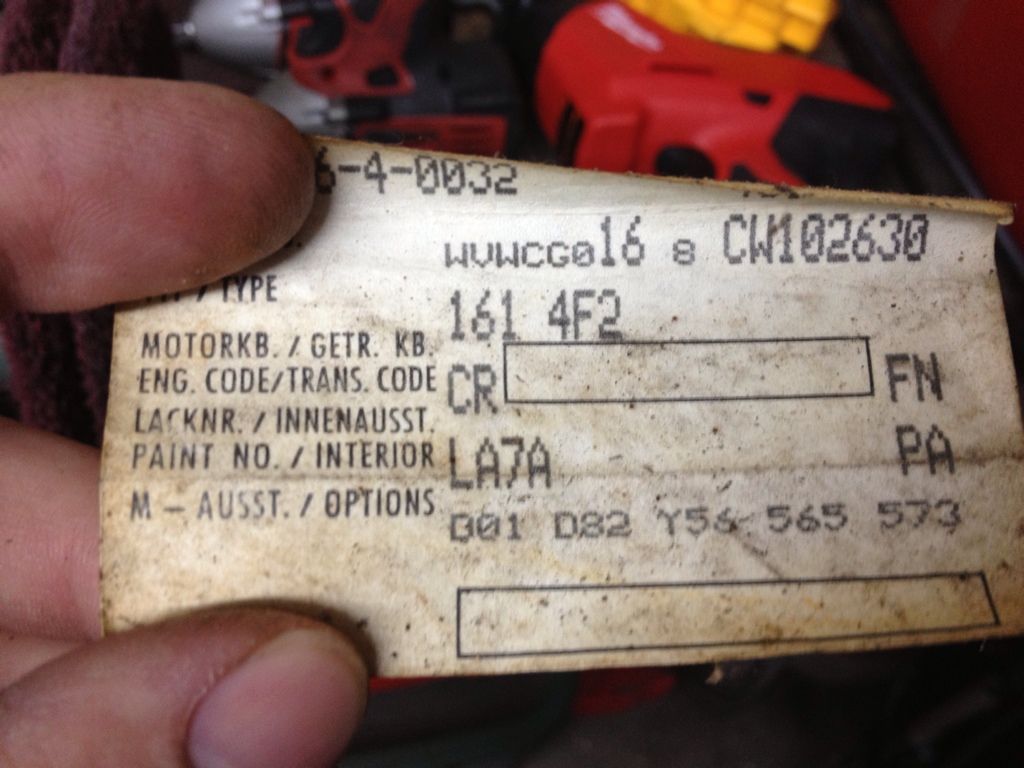 6-4-0032
WVWCG016 8 CW102630
/ TYPE 161 4F2
MOTORKB. / GETR. KB.
ENG. CODE/TRANS. CODE CR FN
LACKNR. / INNENAUSST.
PAINT NO. / INTERIOR LA7A PA
M - AUSST. / OPTIONS B01 D82 Y56 565 573